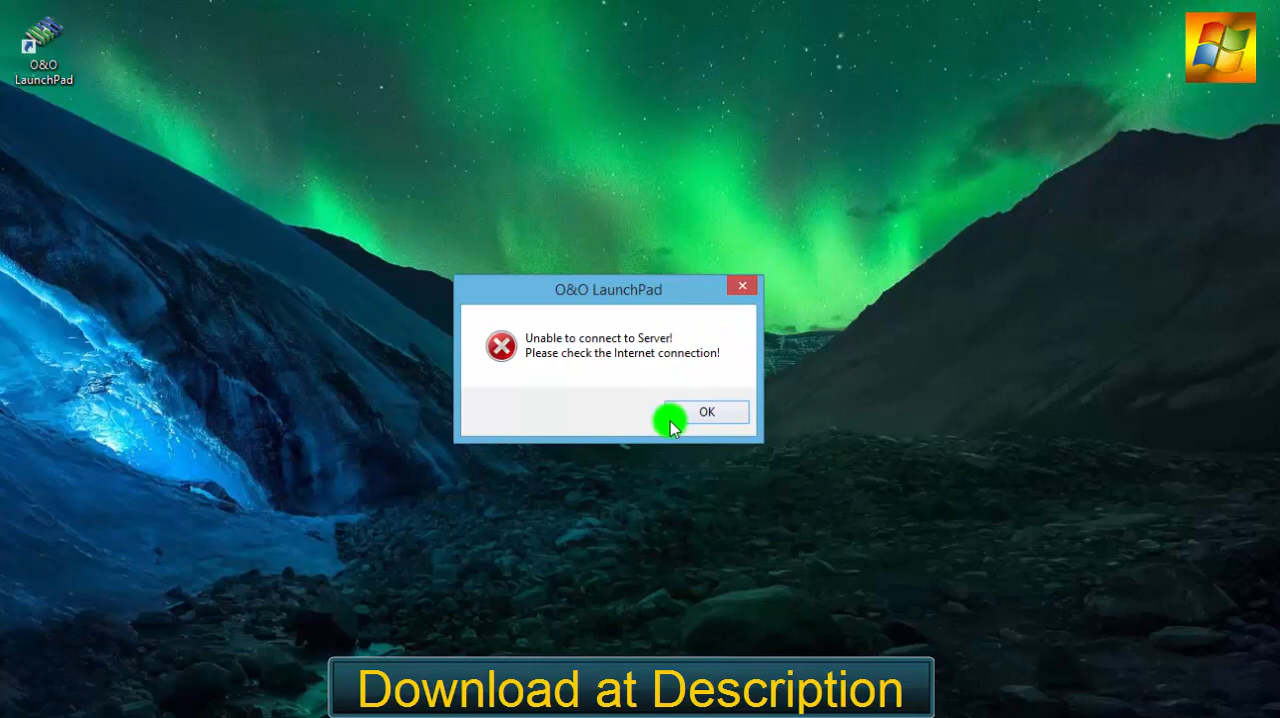 O&O
LaunchPad
O&O LaunchPad
Unable to connect to Server!
Please check the Internet connection!
OK
Download at Description